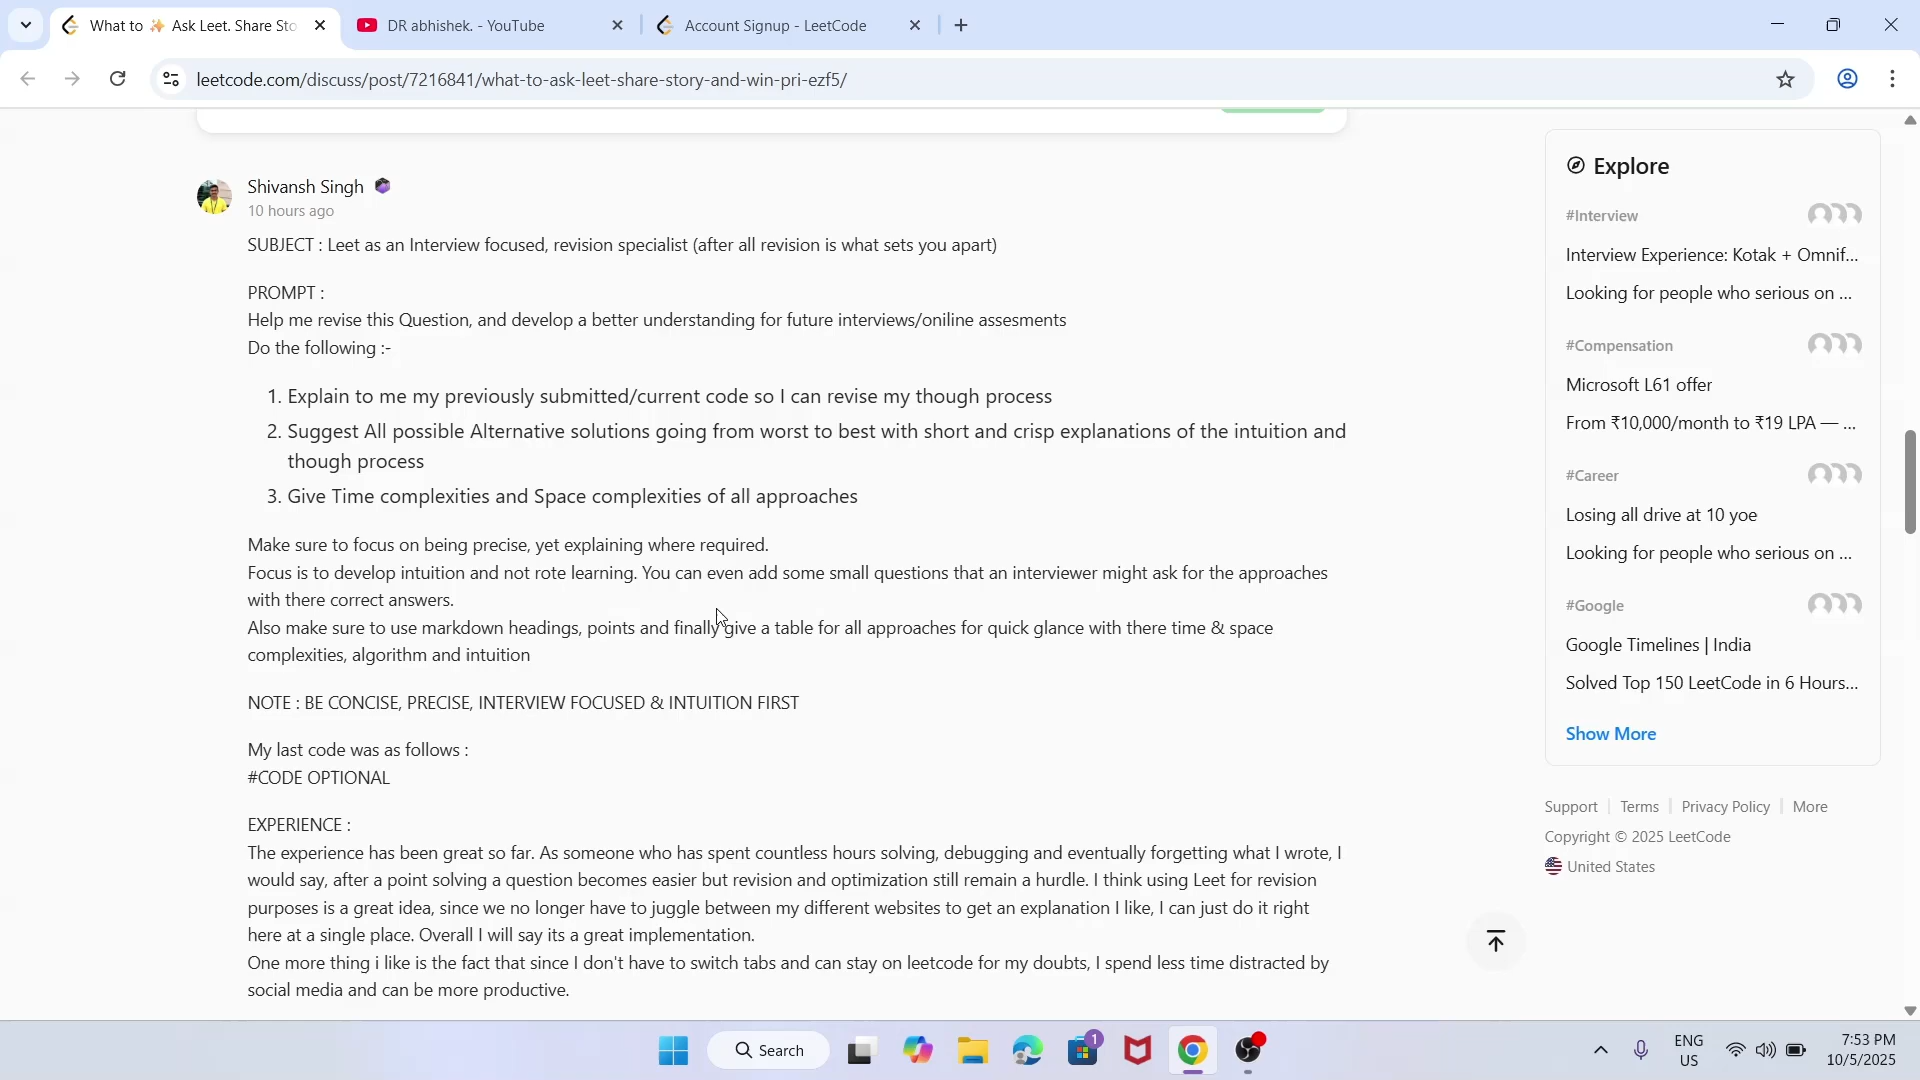 What to ✨ Ask Leet. Share Sto
DR abhishek. - YouTube
Account Signup - LeetCode
leetcode.com/discuss/post/7216841/what-to-ask-leet-share-story-and-win-pri-ezf5/
Shivansh Singh
10 hours ago
SUBJECT : Leet as an Interview focused, revision specialist (after all revision is what sets you apart)
PROMPT :
Help me revise this Question, and develop a better understanding for future interviews/oniline assesments
Do the following :-
1. Explain to me my previously submitted/current code so I can revise my though process
2. Suggest All possible Alternative solutions going from worst to best with short and crisp explanations of the intuition and
though process
3. Give Time complexities and Space complexities of all approaches
Make sure to focus on being precise, yet explaining where required.
Focus is to develop intuition and not rote learning. You can even add some small questions that an interviewer might ask for the approaches
with there correct answers.
Also make sure to use markdown headings, points and finally give a table for all approaches for quick glance with there time & space
complexities, algorithm and intuition
NOTE : BE CONCISE, PRECISE, INTERVIEW FOCUSED & INTUITION FIRST
My last code was as follows :
#CODE OPTIONAL
EXPERIENCE :
The experience has been great so far. As someone who has spent countless hours solving, debugging and eventually forgetting what I wrote, I
would say, after a point solving a question becomes easier but revision and optimization still remain a hurdle. I think using Leet for revision
purposes is a great idea, since we no longer have to juggle between my different websites to get an explanation I like, I can just do it right
here at a single place. Overall I will say its a great implementation.
One more thing i like is the fact that since I don't have to switch tabs and can stay on leetcode for my doubts, I spend less time distracted by
social media and can be more productive.
Explore
#Interview
Interview Experience: Kotak + Omnif...
Looking for people who serious on ...
#Compensation
Microsoft L61 offer
From ₹10,000/month to ₹19 LPA — ...
#Career
Losing all drive at 10 yoe
Looking for people who serious on ...
#Google
Google Timelines | India
Solved Top 150 LeetCode in 6 Hours...
Show More
Support | Terms | Privacy Policy | More
Copyright © 2025 LeetCode
United States
Search
1
ENG
US
7:53 PM
10/5/2025